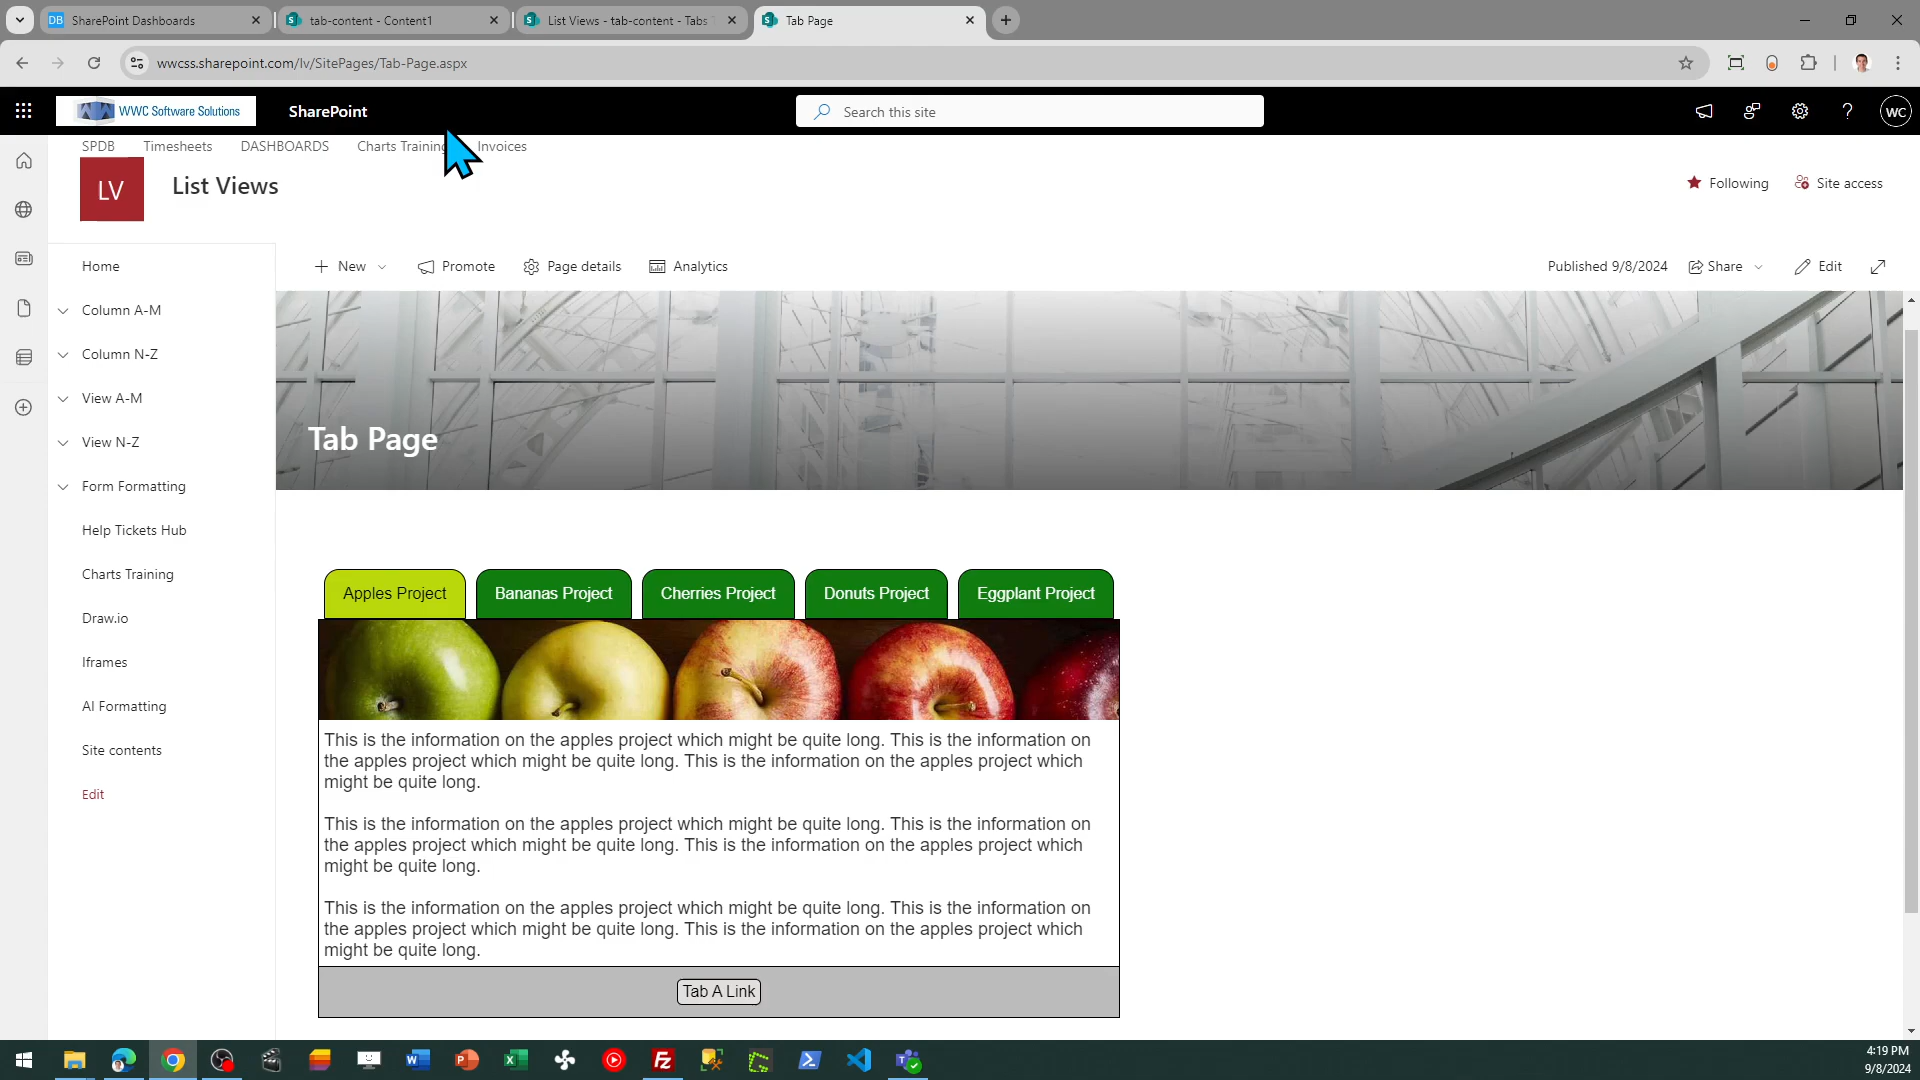 SharePoint Dashboards
tab-content - Content1
List Views - tab-content - Tabs T
Tab Page
wwcss.sharepoint.com/lv/SitePages/Tab-Page.aspx
WWC Software Solutions
SharePoint
Search this site
WC
SPDB
Timesheets
DASHBOARDS
Charts Training
Invoices
LV
List Views
Following
Site access
Home
Column A-M
Column N-Z
View A-M
View N-Z
Form Formatting
Help Tickets Hub
Charts Training
Draw.io
Iframes
AI Formatting
Site contents
Edit
New
Promote
Page details
Analytics
Published 9/8/2024
Share
Edit
Tab Page
Apples Project
Bananas Project
Cherries Project
Donuts Project
Eggplant Project
This is the information on the apples project which might be quite long. This is the information on
the apples project which might be quite long. This is the information on the apples project which
might be quite long.
This is the information on the apples project which might be quite long. This is the information on
the apples project which might be quite long. This is the information on the apples project which
might be quite long.
This is the information on the apples project which might be quite long. This is the information on
the apples project which might be quite long. This is the information on the apples project which
might be quite long.
Tab A Link
4:19 PM
9/8/2024